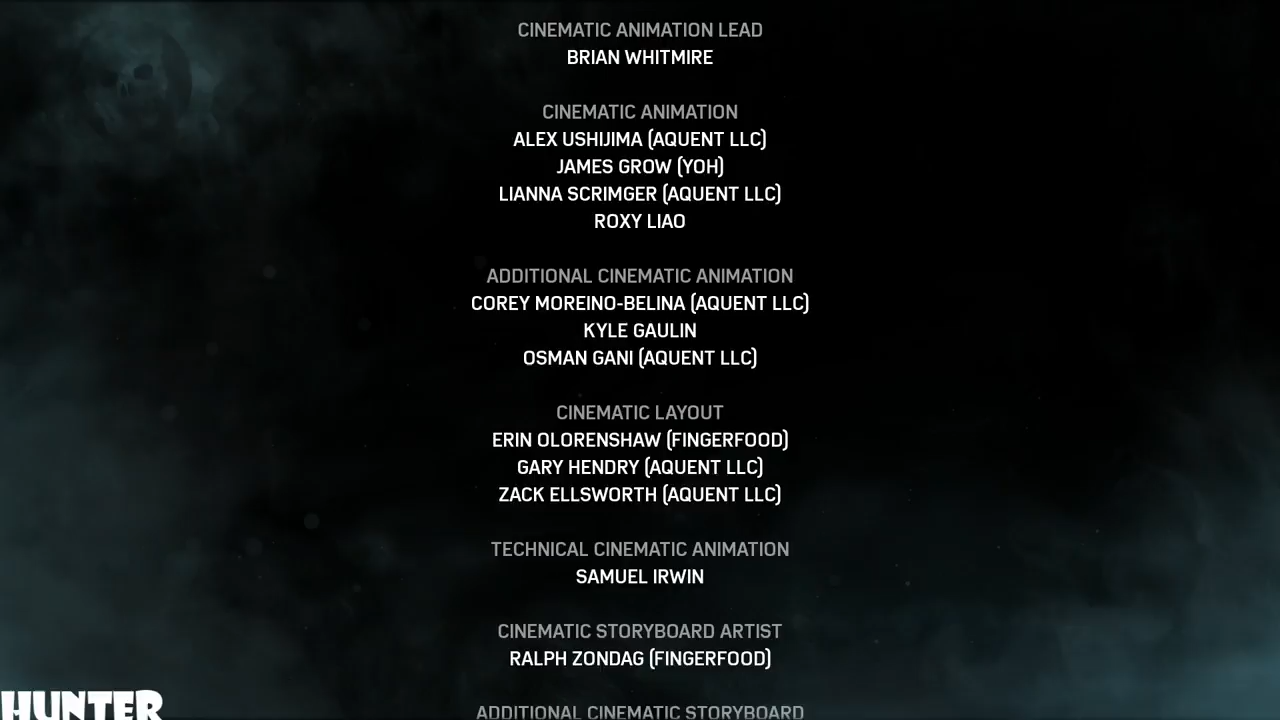 CINEMATIC ANIMATION LEAD
BRIAN WHITMIRE
CINEMATIC ANIMATION
ALEX USHIJIMA (AQUENT LLC)
JAMES GROW (YOH)
LIANNA SCRIMGER (AQUENT LLC)
ROXY LIAO
ADDITIONAL CINEMATIC ANIMATION
COREY MOREINO-BELINA (AQUENT LLC)
KYLE GAULIN
OSMAN GANI (AQUENT LLC)
CINEMATIC LAYOUT
ERIN OLORENSHAW (FINGERFOOD)
GARY HENDRY (AQUENT LLC)
ZACK ELLSWORTH (AQUENT LLC)
TECHNICAL CINEMATIC ANIMATION
SAMUEL IRWIN
CINEMATIC STORYBOARD ARTIST
RALPH ZONDAG (FINGERFOOD)
HUNTER
ADDITIONAL CINEMATIC STORYBOARD